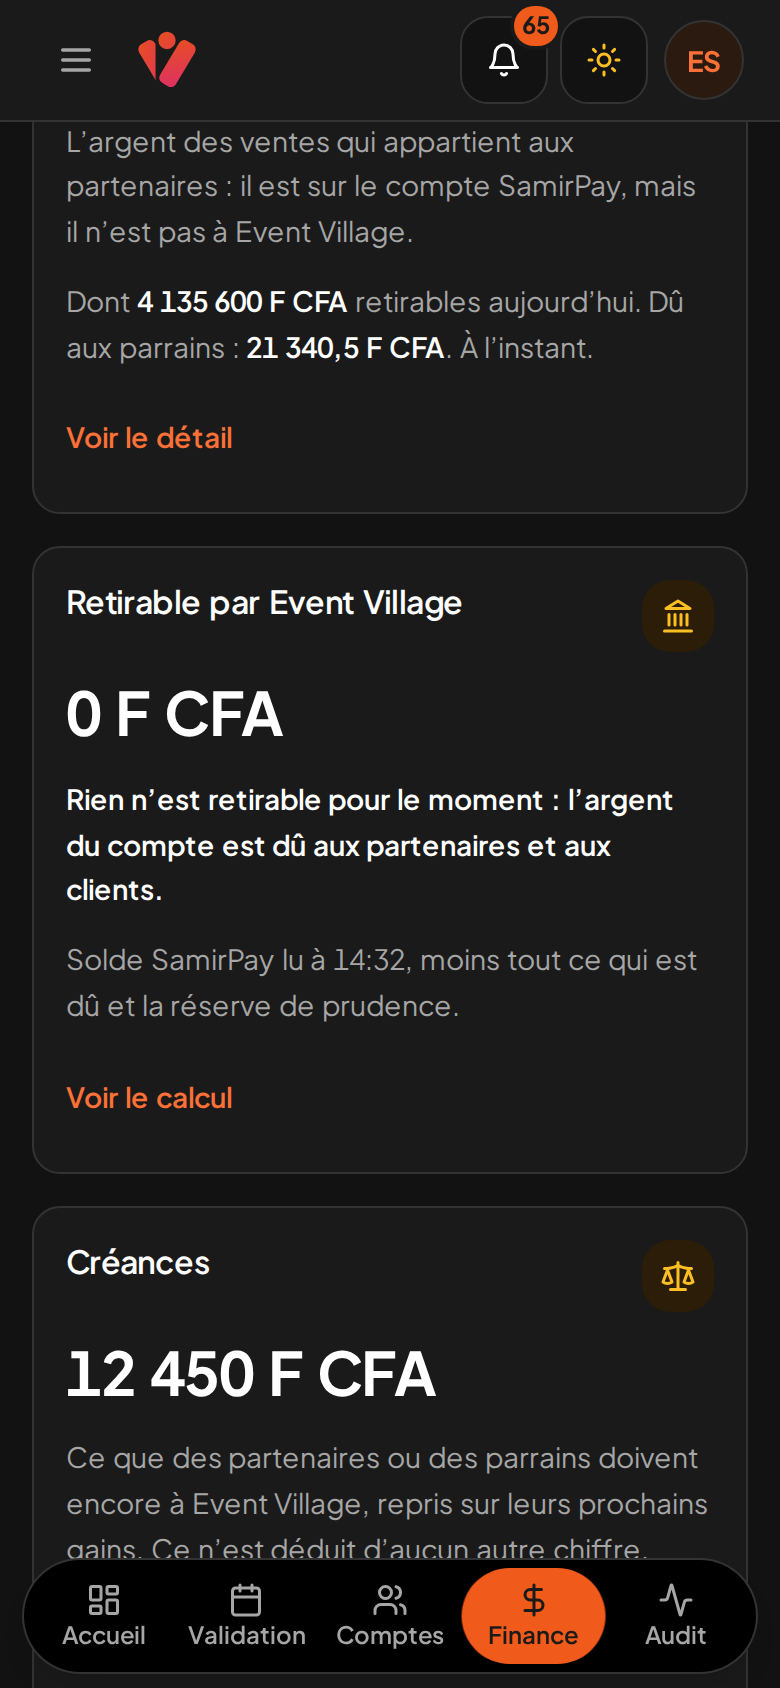 65
ES
L’argent des ventes qui appartient aux
partenaires : il est sur le compte SamirPay, mais
il n’est pas à Event Village.
Dont 4 135 600 F CFA retirables aujourd’hui. Dû
aux parrains : 21 340,5 F CFA. À l’instant.
Voir le détail
Retirable par Event Village
0 F CFA
Rien n’est retirable pour le moment : l’argent
du compte est dû aux partenaires et aux
clients.
Solde SamirPay lu à 14:32, moins tout ce qui est
dû et la réserve de prudence.
Voir le calcul
Créances
12 450 F CFA
Ce que des partenaires ou des parrains doivent
encore à Event Village, repris sur leurs prochains
gains. Ce n’est déduit d’aucun autre chiffre.
Accueil
Validation
Comptes
Finance
Audit